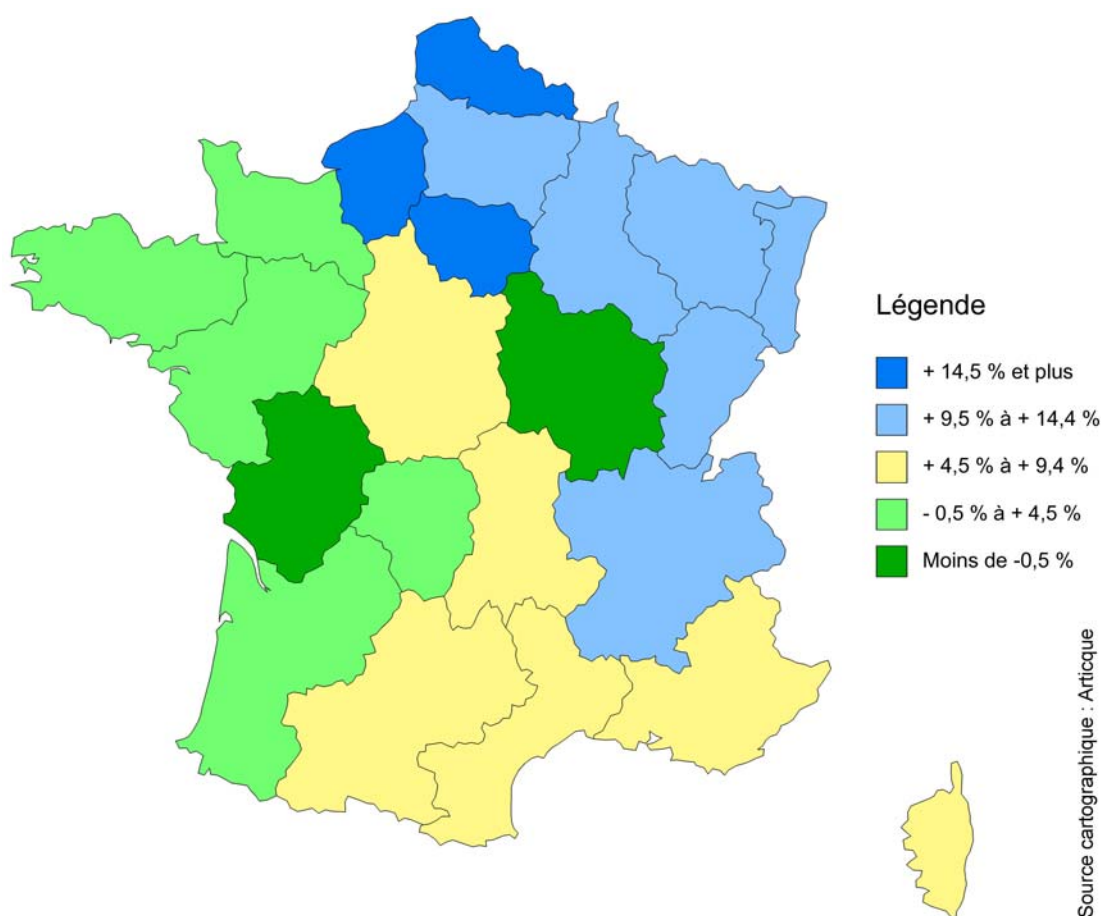 Légende
+ 14,5 % et plus
+ 9,5 % à + 14,4 %
+ 4,5 % à + 9,4 %
- 0,5 % à + 4,5 %
Moins de -0,5 %
Source cartographique : Articque